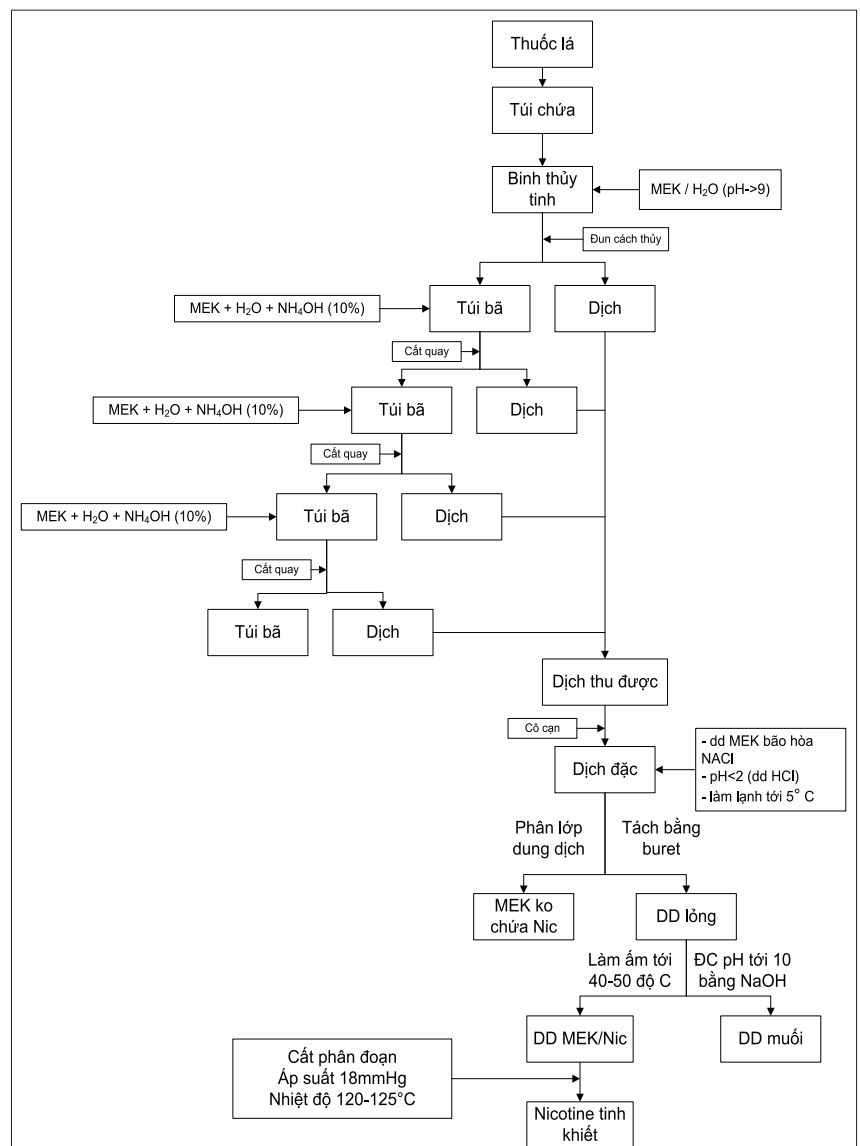 Thuốc lá
Túi chứa
Bình thủy
tinh
MEK / H₂O (pH->9)
Đun cách thủy
MEK + H₂O + NH₄OH (10%)
Túi bã
Dịch
Cất quay
MEK + H₂O + NH₄OH (10%)
Túi bã
Dịch
Cất quay
MEK + H₂O + NH₄OH (10%)
Túi bã
Dịch
Cất quay
Túi bã
Dịch
Dịch thu được
Cô cạn
Dịch đặc
- dd MEK bão hòa
NACl
- pH<2 (dd HCl)
- làm lạnh tới 5° C
Phân lớp
dung dịch
Tách bằng
buret
MEK ko
chứa Nic
DD lỏng
Làm ấm tới
40-50 độ C
ĐC pH tới 10
bằng NaOH
DD MEK/Nic
DD muối
Cất phân đoạn
Áp suất 18mmHg
Nhiệt độ 120-125°C
Nicotine tinh
khiết